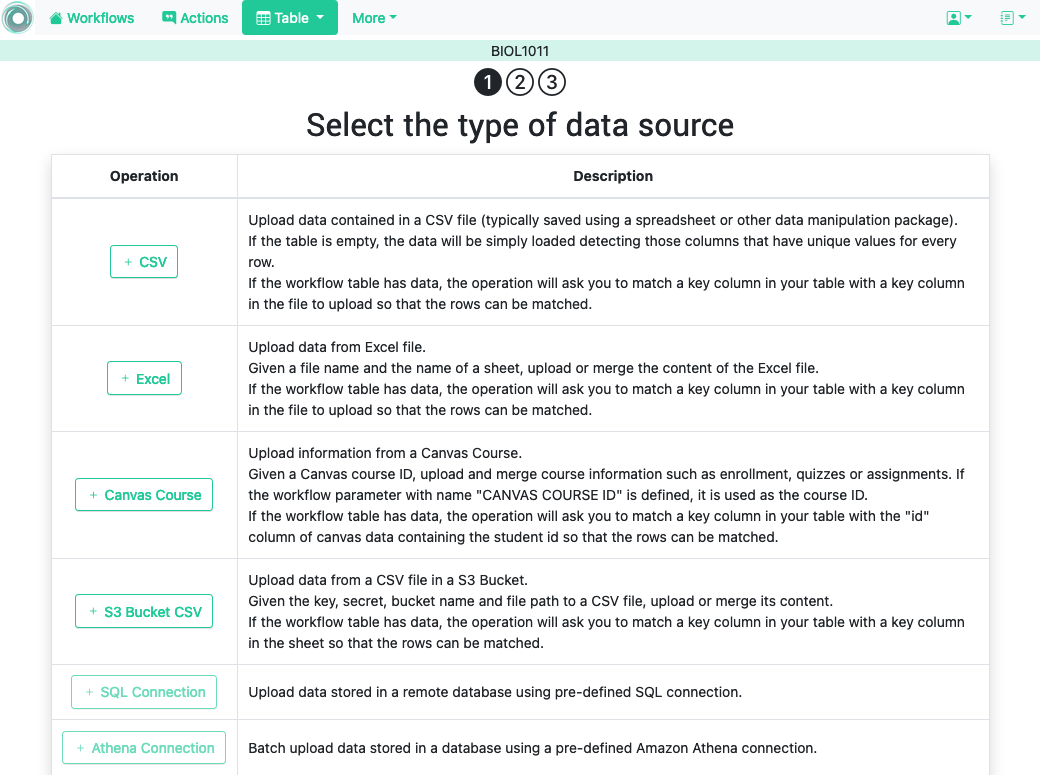 Workflows Actions Table More
BIOL1011
1 2 3
Select the type of data source
Operation Description
Upload data contained in a CSV file (typically saved using a spreadsheet or other data manipulation package).
If the table is empty, the data will be simply loaded detecting those columns that have unique values for every
row.
If the workflow table has data, the operation will ask you to match a key column in your table with a key column
in the file to upload so that the rows can be matched.
+ CSV
Upload data from Excel file.
Given a file name and the name of a sheet, upload or merge the content of the Excel file.
If the workflow table has data, the operation will ask you to match a key column in your table with a key column
in the file to upload so that the rows can be matched.
+ Excel
Upload information from a Canvas Course.
Given a Canvas course ID, upload and merge course information such as enrollment, quizzes or assignments. If
the workflow parameter with name "CANVAS COURSE ID" is defined, it is used as the course ID.
If the workflow table has data, the operation will ask you to match a key column in your table with the "id"
column of canvas data containing the student id so that the rows can be matched.
+ Canvas Course
Upload data from a CSV file in a S3 Bucket.
Given the key, secret, bucket name and file path to a CSV file, upload or merge its content.
If the workflow table has data, the operation will ask you to match a key column in your table with a key column
in the sheet so that the rows can be matched.
+ S3 Bucket CSV
+ SQL Connection Upload data stored in a remote database using pre-defined SQL connection.
+ Athena Connection Batch upload data stored in a database using a pre-defined Amazon Athena connection.